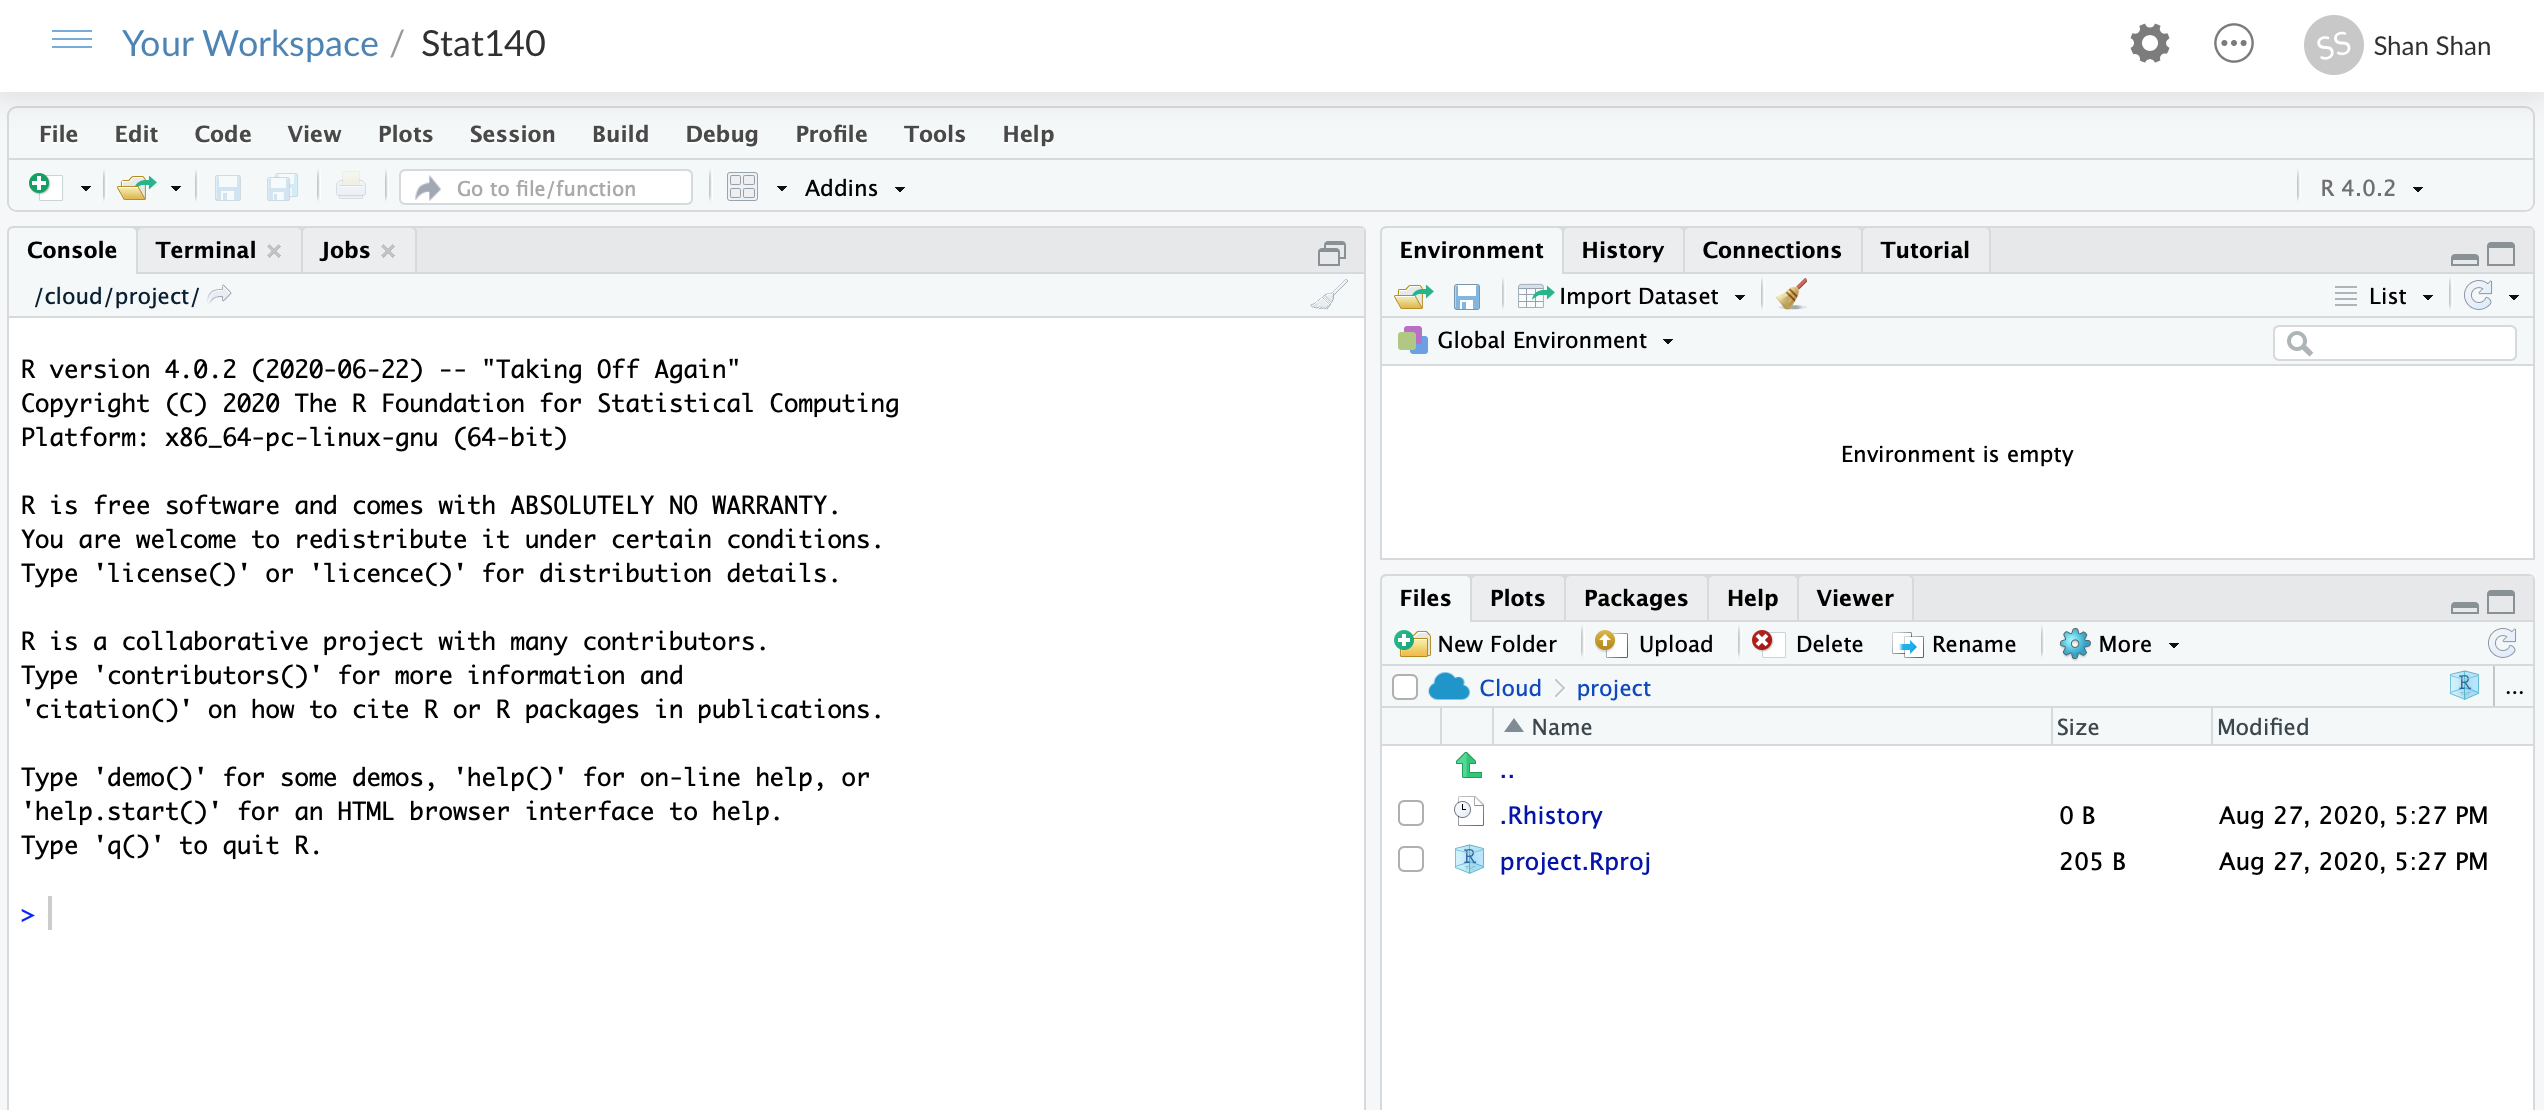 Your Workspace / Stat140
SS Shan Shan
File Edit Code View Plots Session Build Debug Profile Tools Help
Go to file/function Addins R 4.0.2
Console Terminal Jobs
/cloud/project/
R version 4.0.2 (2020-06-22) -- "Taking Off Again"
Copyright (C) 2020 The R Foundation for Statistical Computing
Platform: x86_64-pc-linux-gnu (64-bit)
R is free software and comes with ABSOLUTELY NO WARRANTY.
You are welcome to redistribute it under certain conditions.
Type 'license()' or 'licence()' for distribution details.
R is a collaborative project with many contributors.
Type 'contributors()' for more information and
'citation()' on how to cite R or R packages in publications.
Type 'demo()' for some demos, 'help()' for on-line help, or
'help.start()' for an HTML browser interface to help.
Type 'q()' to quit R.
>
Environment History Connections Tutorial
Import Dataset List
Global Environment
Environment is empty
Files Plots Packages Help Viewer
New Folder Upload Delete Rename More
Cloud project R ...
Name Size Modified
..
.Rhistory 0 B Aug 27, 2020, 5:27 PM
R project.Rproj 205 B Aug 27, 2020, 5:27 PM